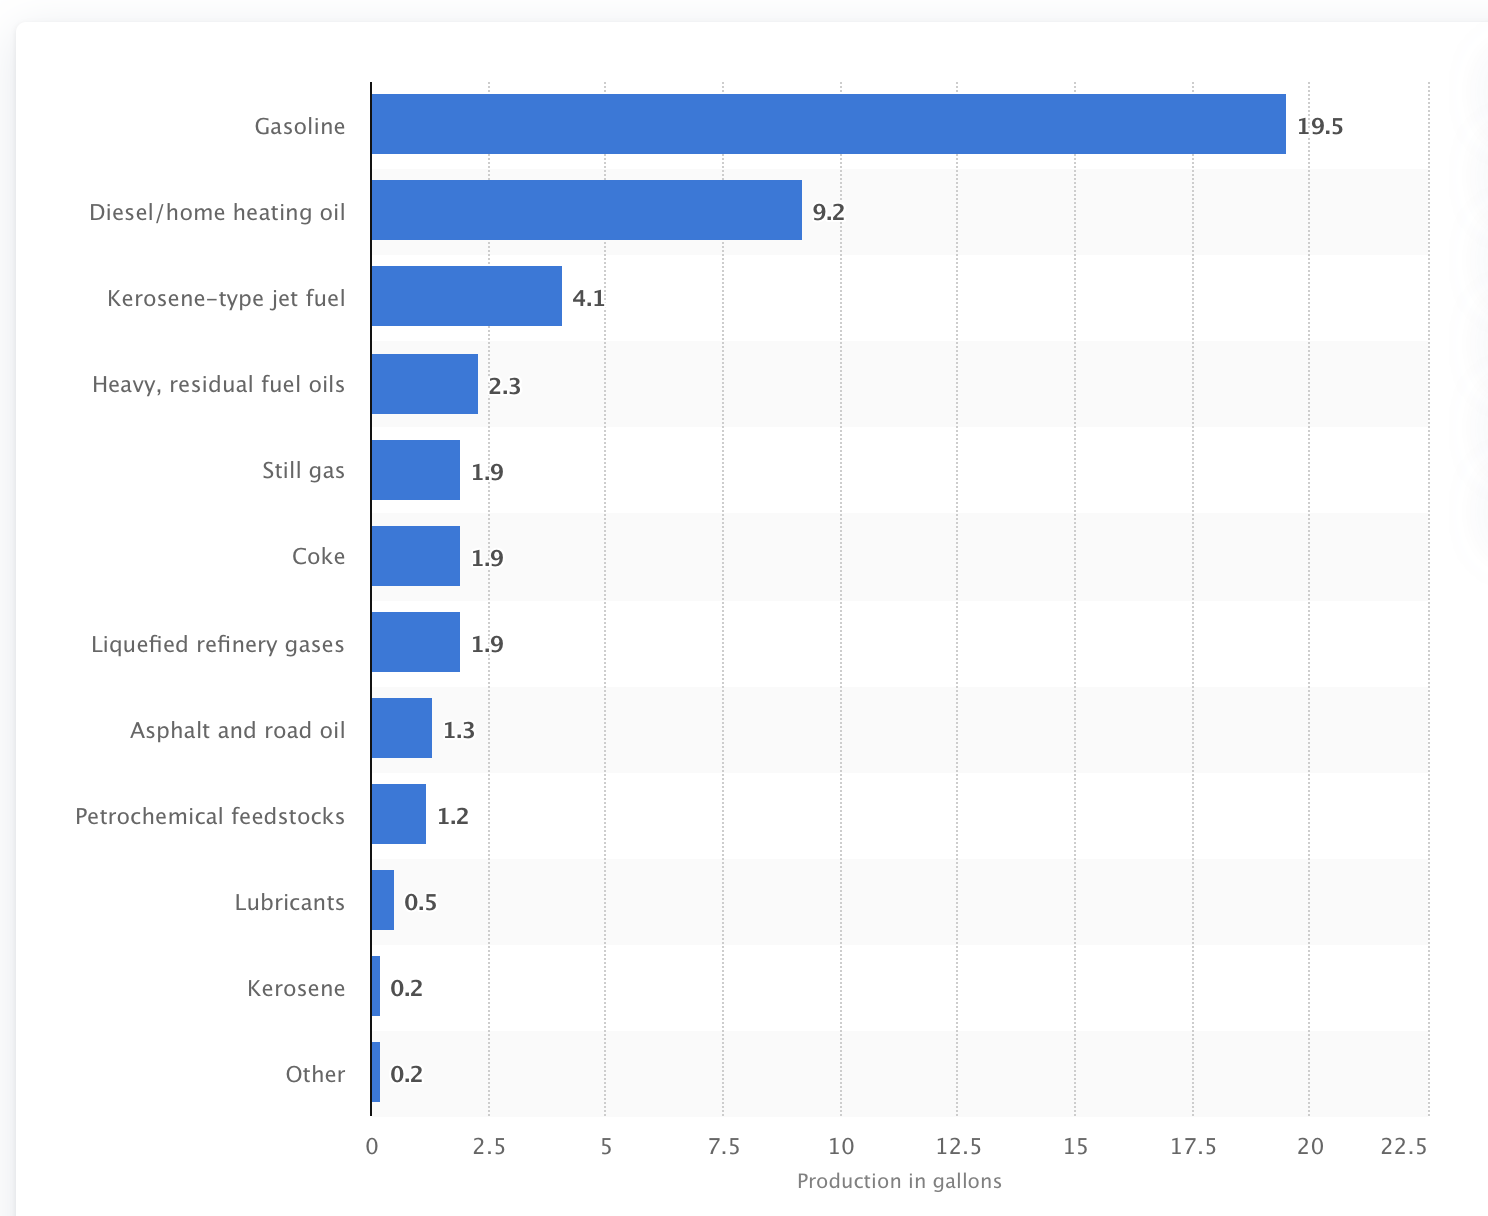 Gasoline 19.5
Diesel/home heating oil 9.2
Kerosene-type jet fuel 4.1
Heavy, residual fuel oils 2.3
Still gas 1.9
Coke 1.9
Liquefied refinery gases 1.9
Asphalt and road oil 1.3
Petrochemical feedstocks 1.2
Lubricants 0.5
Kerosene 0.2
Other 0.2
0 2.5 5 7.5 10 12.5 15 17.5 20 22.5
Production in gallons